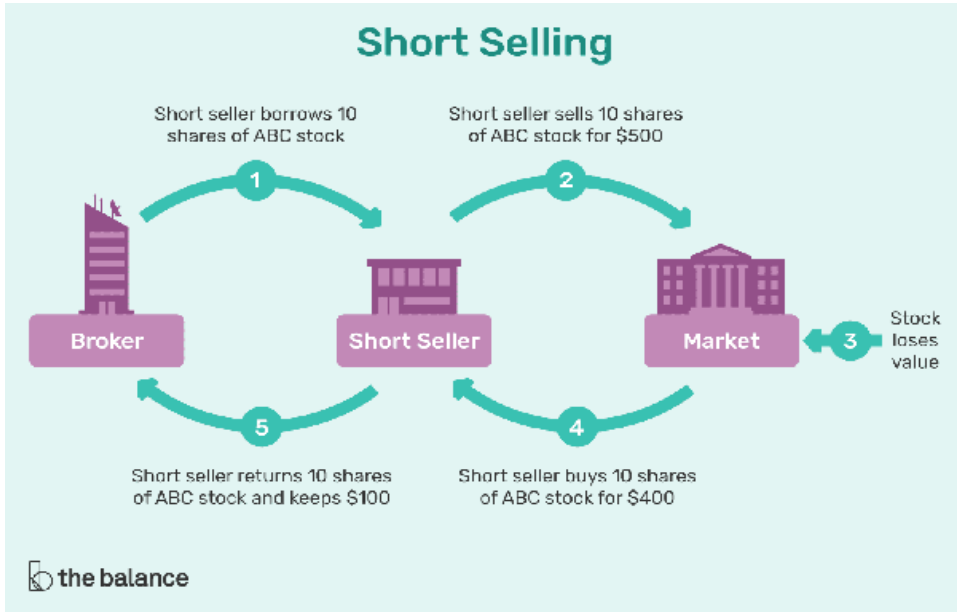 Short Selling
Short seller borrows 10
shares of ABC stock
Short seller sells 10 shares
of ABC stock for $500
1
2
Broker
Short Seller
Market
3
Stock
loses
value
5
4
Short seller returns 10 shares
of ABC stock and keeps $100
Short seller buys 10 shares
of ABC stock for $400
the balance